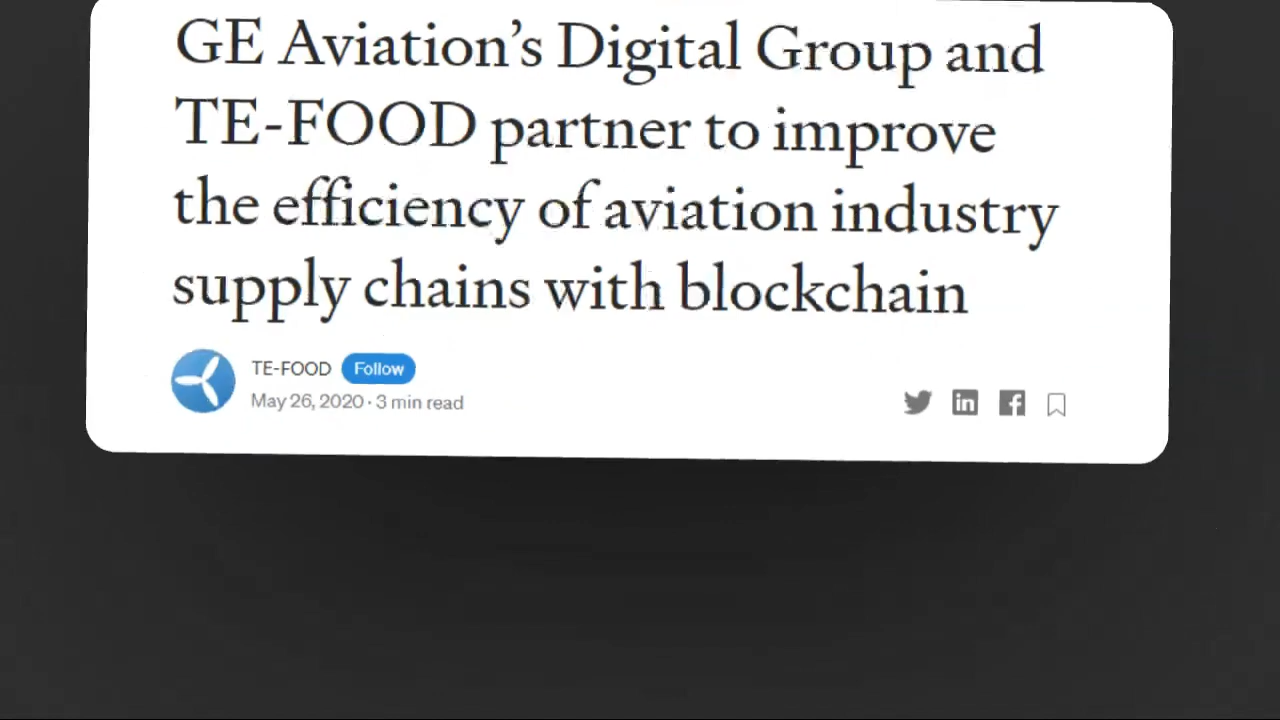 GE Aviation’s Digital Group and
TE-FOOD partner to improve
the efficiency of aviation industry
supply chains with blockchain
TE-FOOD Follow
May 26, 2020 · 3 min read